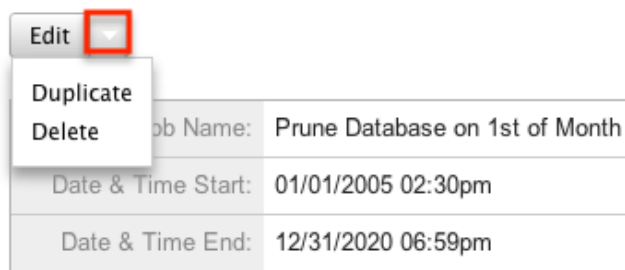 Edit
Duplicate
Delete
ob Name: Prune Database on 1st of Month
Date & Time Start: 01/01/2005 02:30pm
Date & Time End: 12/31/2020 06:59pm